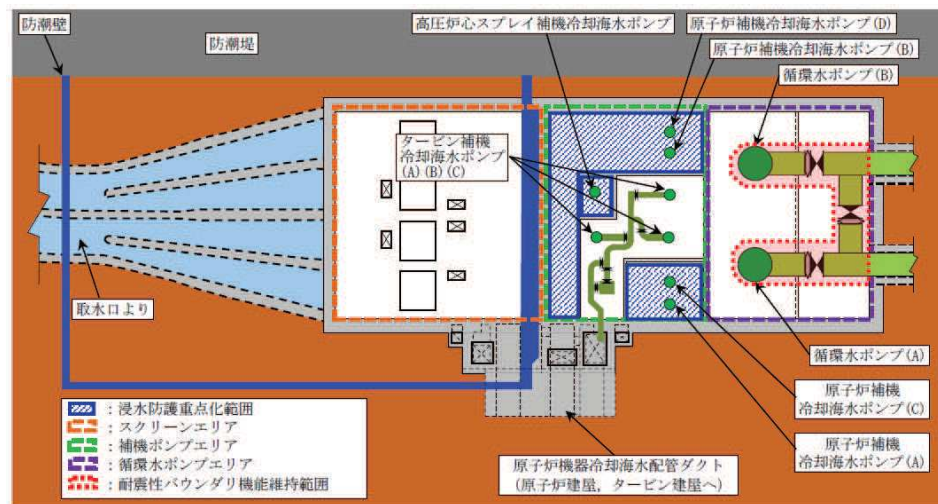 防潮壁
防潮堤
高圧炉心スプレイ補機冷却海水ポンプ
原子炉補機冷却海水ポンプ(D)
原子炉補機冷却海水ポンプ(B)
循環水ポンプ(B)
タービン補機
冷却海水ポンプ
(A)(B)(C)
取水口より
循環水ポンプ(A)
原子炉補機
冷却海水ポンプ(C)
原子炉補機
冷却海水ポンプ(A)
原子炉機器冷却海水配管ダクト
(原子炉建屋，タービン建屋へ)
：浸水防護重点化範囲
：スクリーンエリア
：補機ポンプエリア
：循環水ポンプエリア
：耐震性バウンダリ機能維持範囲